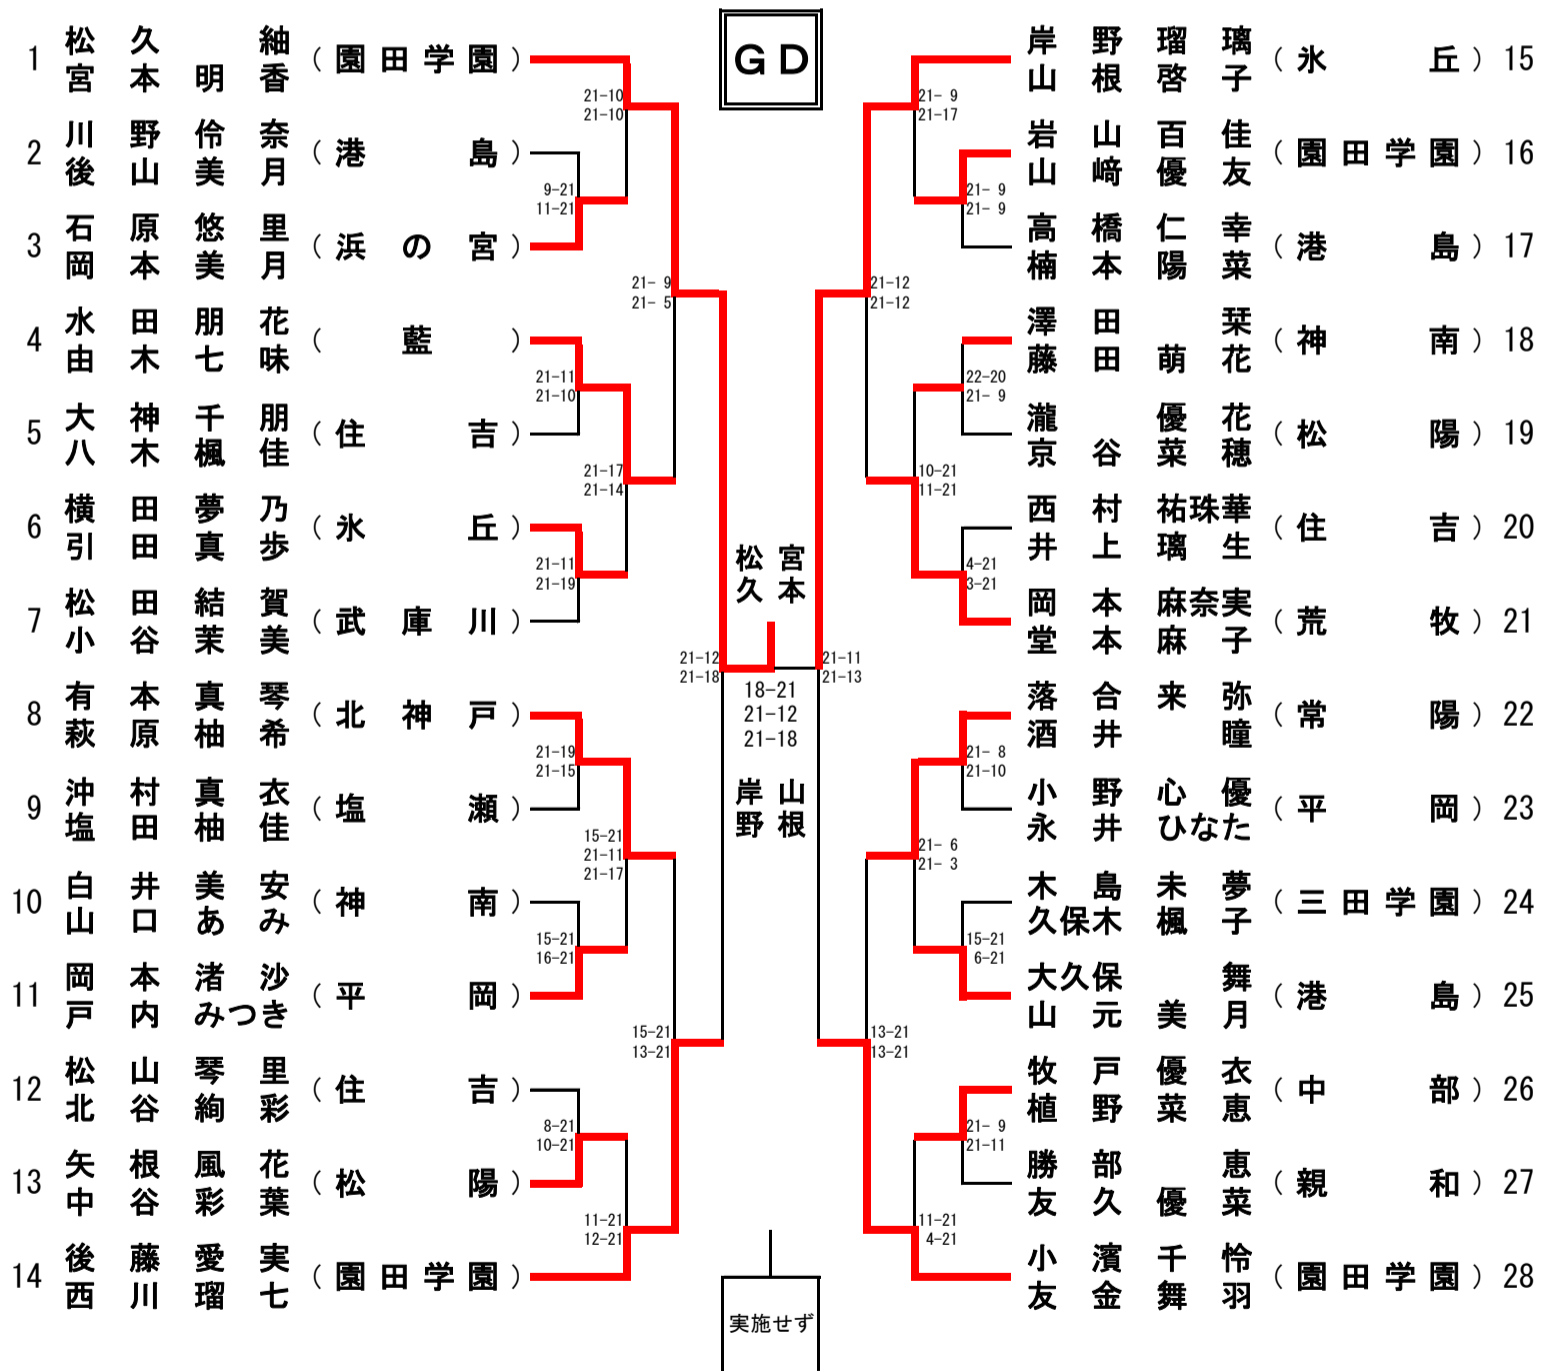 GD
1 松久 紬 宮本明香 (園田学園)
2 川野伶奈 後山美月 (港島)
3 石原悠里 岡本美月 (浜の宮)
4 水田朋花 由木七味 (藍)
5 大神千朋 八木楓佳 (住吉)
6 横田夢乃 引田真歩 (氷丘)
7 松田結賀 小谷茉美 (武庫川)
8 有本真琴 萩原柚希 (北神戸)
9 沖村真衣 塩田柚佳 (塩瀬)
10 白井美安 山口あみ (神南)
11 岡本渚沙 戸内みつき (平岡)
12 松山琴里 北谷絢彩 (住吉)
13 矢根風花 中谷彩葉 (松陽)
14 後藤愛実 西川瑠七 (園田学園)
21-10
21-10
9-21
11-21
21- 9
21- 5
21-11
21-10
21-17
21-14
21-11
21-19
21-12
21-18
21-19
21-15
15-21
21-11
21-17
15-21
16-21
15-21
13-21
8-21
10-21
11-21
12-21
松久
宮本
18-21
21-12
21-18
岸野
山根
実施せず
岸野瑠璃 山根啓子 (氷丘) 15
岩山百佳 山﨑優友 (園田学園) 16
高橋仁幸 楠本陽菜 (港島) 17
澤田 栞 藤田萌花 (神南) 18
瀧 優花 京谷菜穂 (松陽) 19
西村祐珠華 井上璃生 (住吉) 20
岡本麻奈実 堂本麻子 (荒牧) 21
落合来弥 酒井 瞳 (常陽) 22
小野心優 永井ひなた (平岡) 23
木島未夢 久保木楓子 (三田学園) 24
大久保 舞 山元美月 (港島) 25
牧戸優衣 植野菜恵 (中部) 26
勝部 恵 友久優菜 (親和) 27
小濱千怜 友金舞羽 (園田学園) 28
21- 9
21-17
21- 9
21- 9
21-12
21-12
22-20
21- 9
10-21
11-21
4-21
3-21
21-11
21-13
21- 8
21-10
21- 6
21- 3
15-21
6-21
13-21
13-21
21- 9
21-11
11-21
4-21